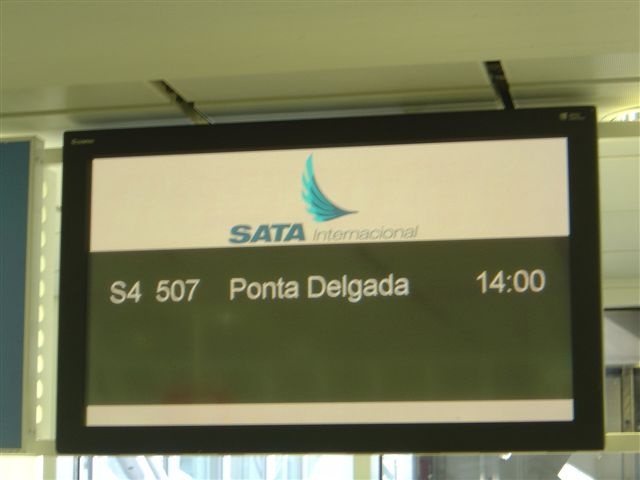 SATA Internacional
S4 507 Ponta Delgada 14:00